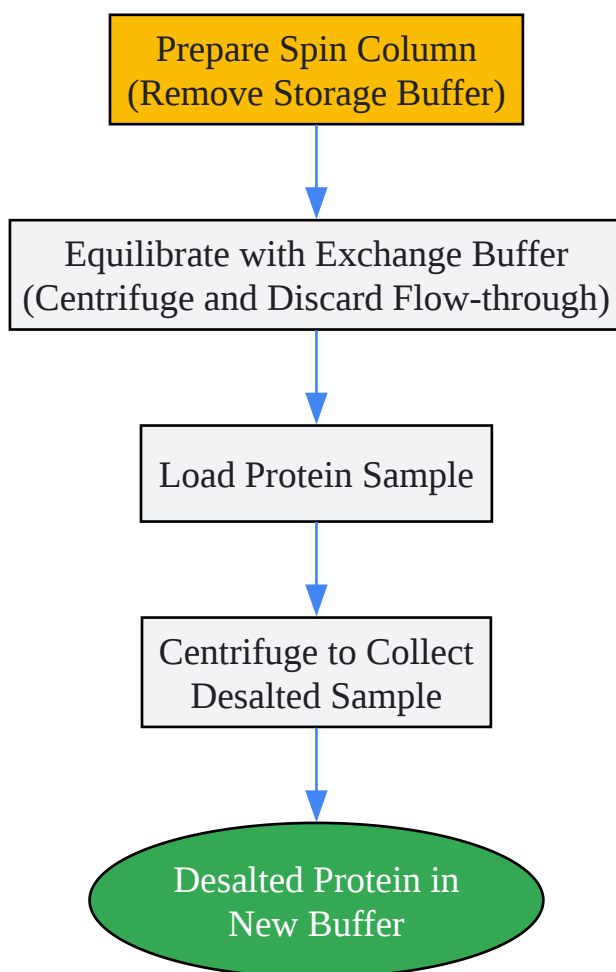 Prepare Spin Column
(Remove Storage Buffer)
Equilibrate with Exchange Buffer
(Centrifuge and Discard Flow-through)
Load Protein Sample
Centrifuge to Collect
Desalted Sample
Desalted Protein in
New Buffer